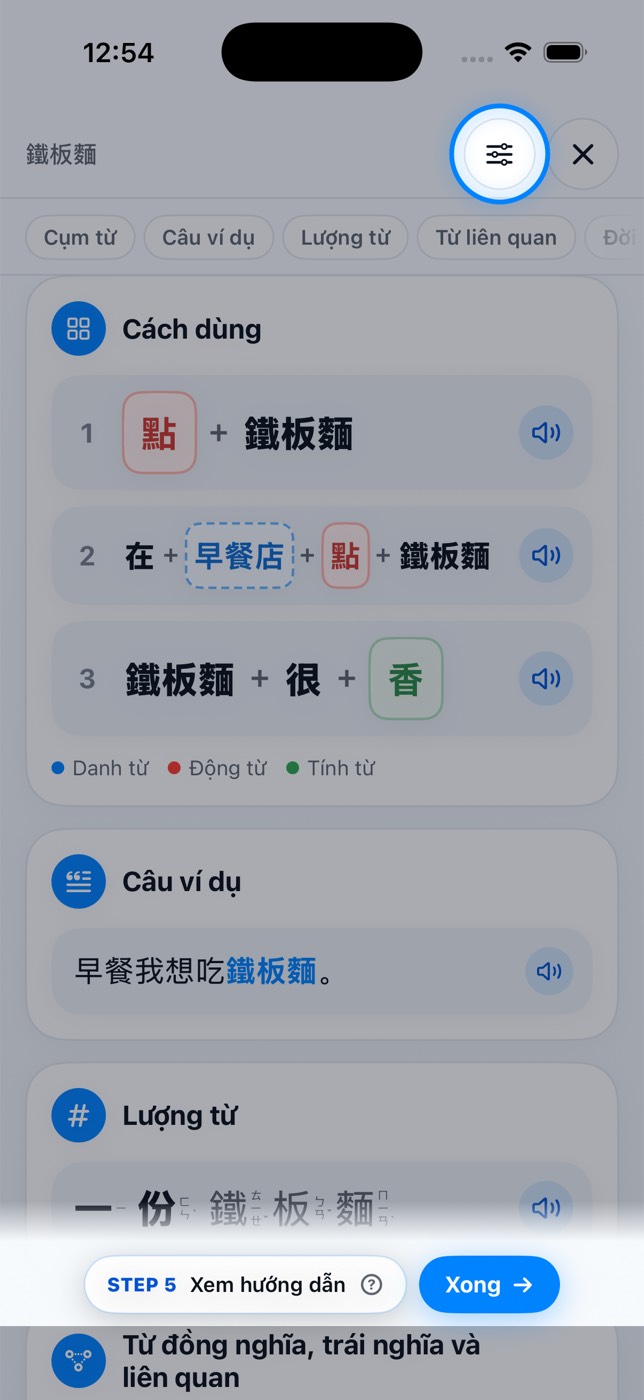 12:54
鐵板麵
Cụm từ
Câu ví dụ
Lượng từ
Từ liên quan
Đời
Cách dùng
1 點 + 鐵板麵
2 在 + 早餐店 + 點 + 鐵板麵
3 鐵板麵 + 很 + 香
Danh từ Động từ Tính từ
Câu ví dụ
早餐我想吃鐵板麵。
# Lượng từ
一份 鐵板麵
STEP 5 Xem hướng dẫn ?
Xong →
Từ đồng nghĩa, trái nghĩa và
liên quan